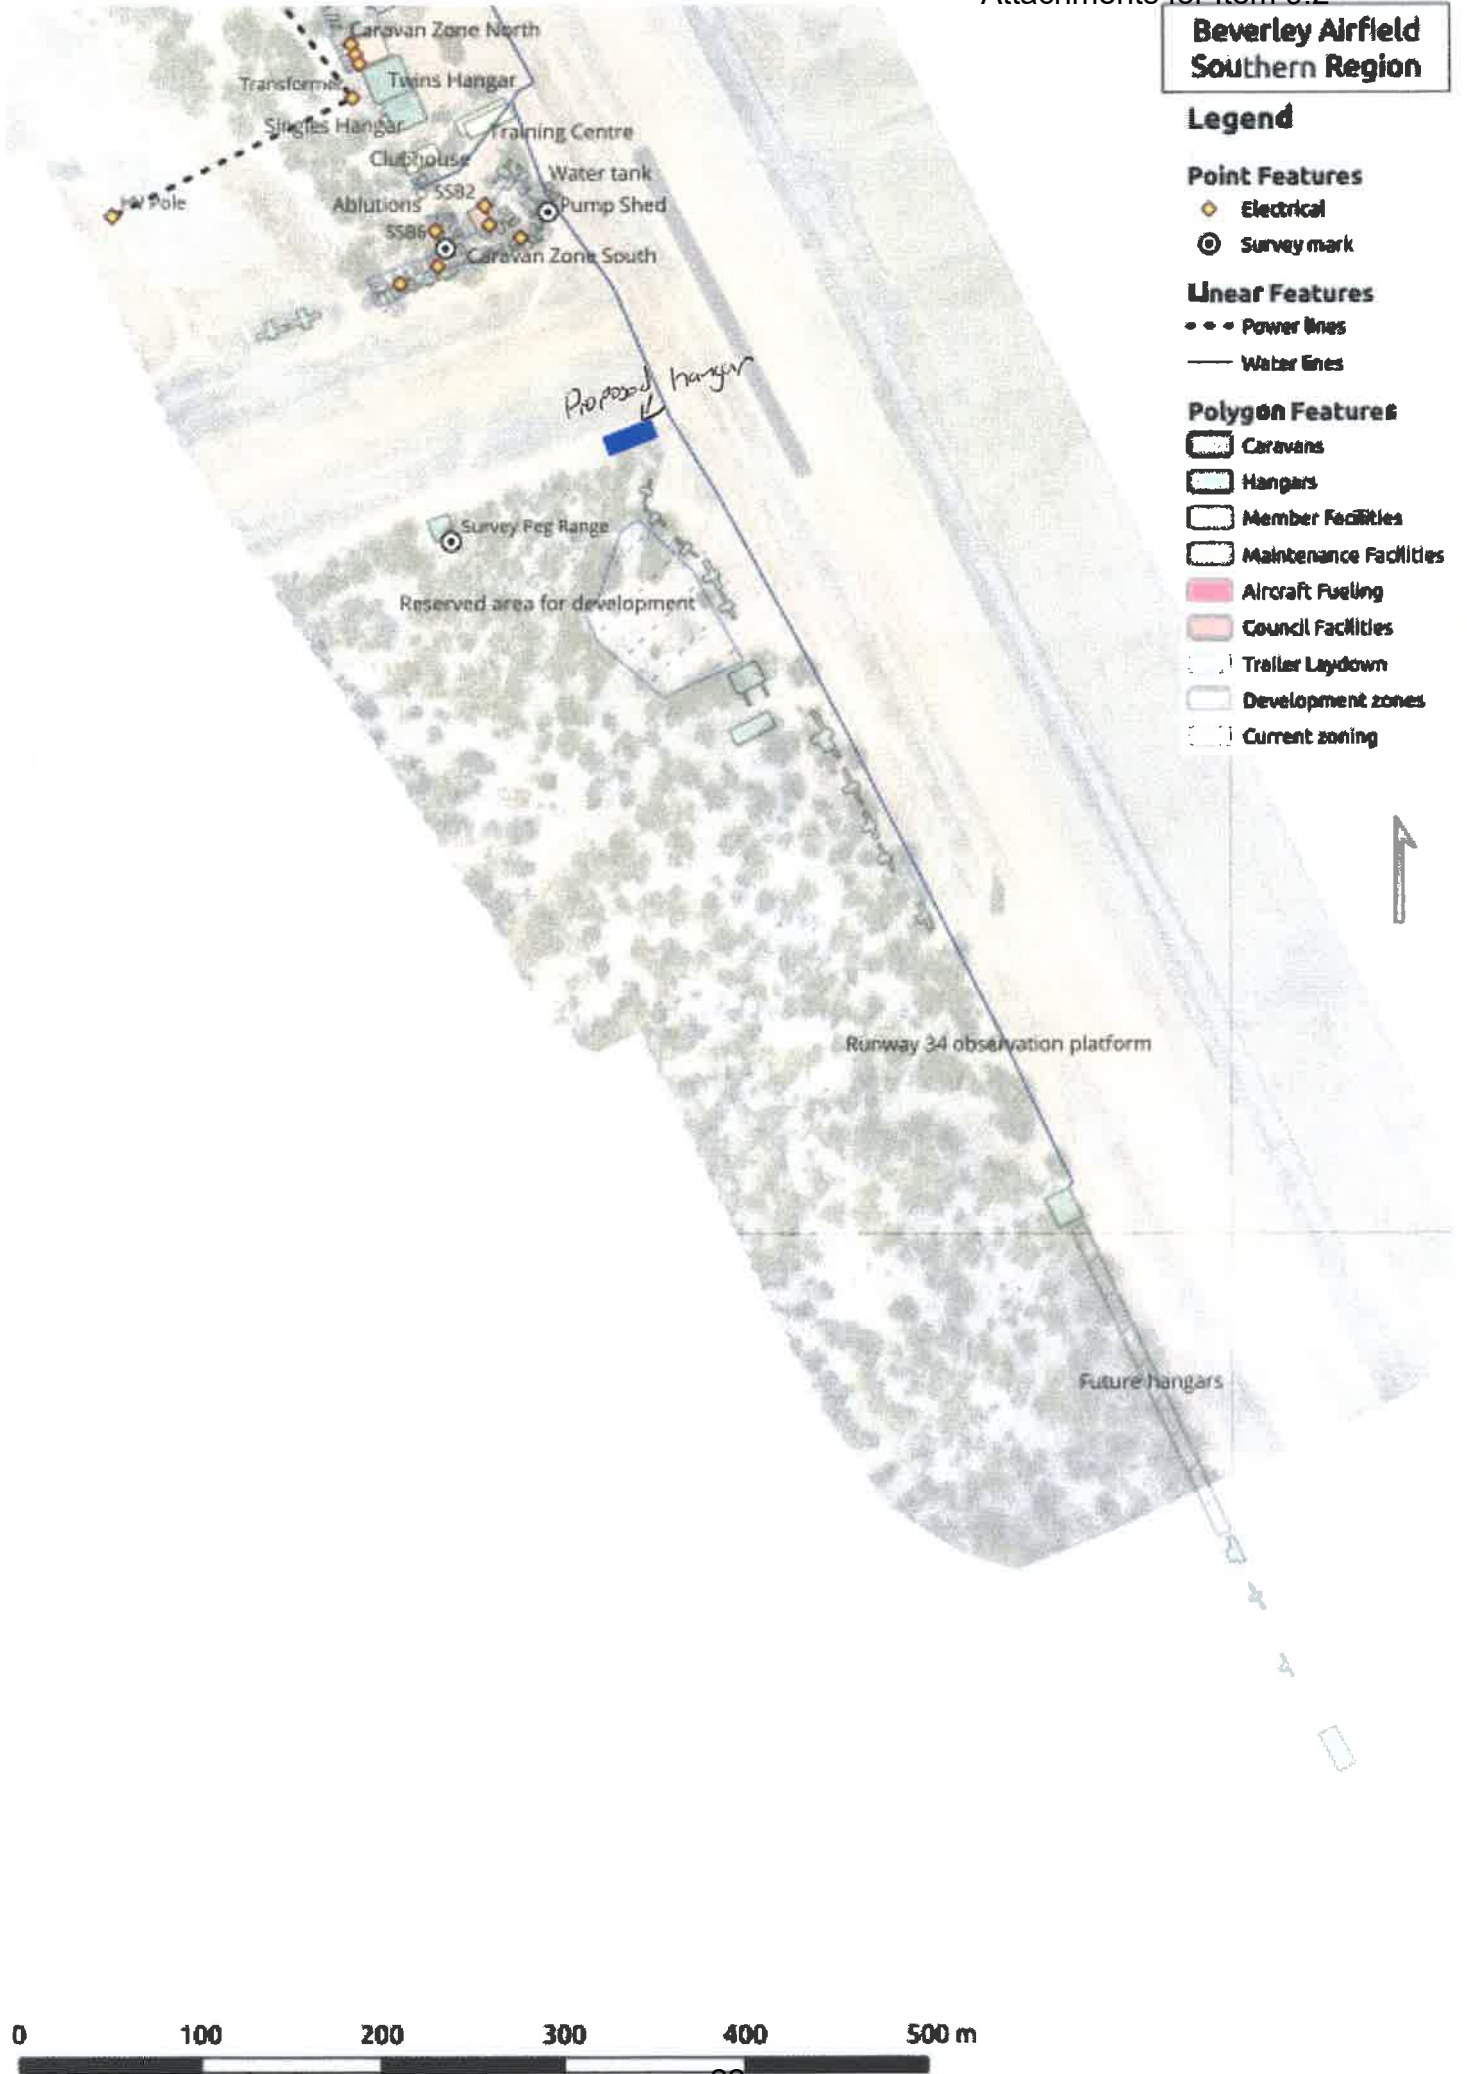 Beverley Airfield
Southern Region
Legend
Point Features
Electrical
Survey mark
Linear Features
Power lines
Water lines
Polygon Features
Caravans
Hangars
Member Facilities
Maintenance Facilities
Aircraft Fueling
Council Facilities
Trailer Laydown
Development zones
Current zoning
Caravan Zone North
Transformer
Twins Hangar
Singles Hangar
Training Centre
Clubhouse
Water tank
SSB2
HV Pole
Ablutions
Pump Shed
SSB6
Caravan Zone South
Proposed hangar
Survey Peg Range
Reserved area for development
Runway 34 observation platform
Future hangars
0 100 200 300 400 500 m